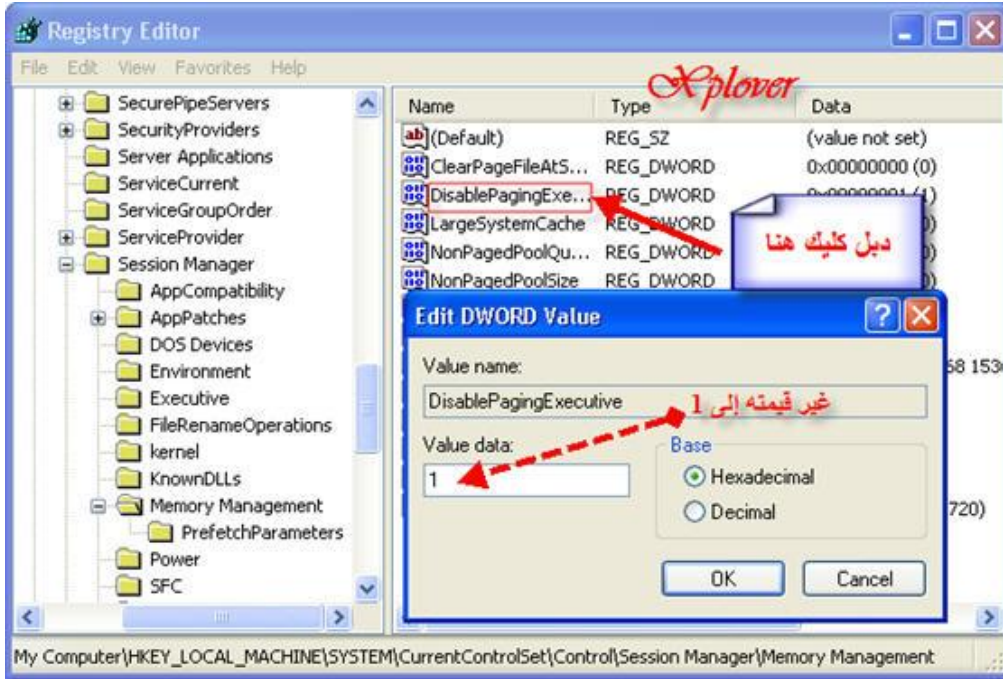 Registry Editor
File Edit View Favorites Help
Xplover
SecurePipeServers
SecurityProviders
Server Applications
ServiceCurrent
ServiceGroupOrder
ServiceProvider
Session Manager
AppCompatibility
AppPatches
DOS Devices
Environment
Executive
FileRenameOperations
kernel
KnownDLLs
Memory Management
PrefetchParameters
Power
SFC
Name Type Data
(Default) REG_SZ (value not set)
ClearPageFileAtS... REG_DWORD 0x00000000 (0)
DisablePagingExe... REG_DWORD 0x00000001 (1)
LargeSystemCache REG_DWORD
NonPagedPoolQu... REG_DWORD
NonPagedPoolSize REG_DWORD
دبل كليك هنا
Edit DWORD Value
Value name:
DisablePagingExecutive
غير قيمته إلى 1
Value data:
1
Base
Hexadecimal
Decimal
OK Cancel
720)
My Computer\HKEY_LOCAL_MACHINE\SYSTEM\CurrentControlSet\Control\Session Manager\Memory Management